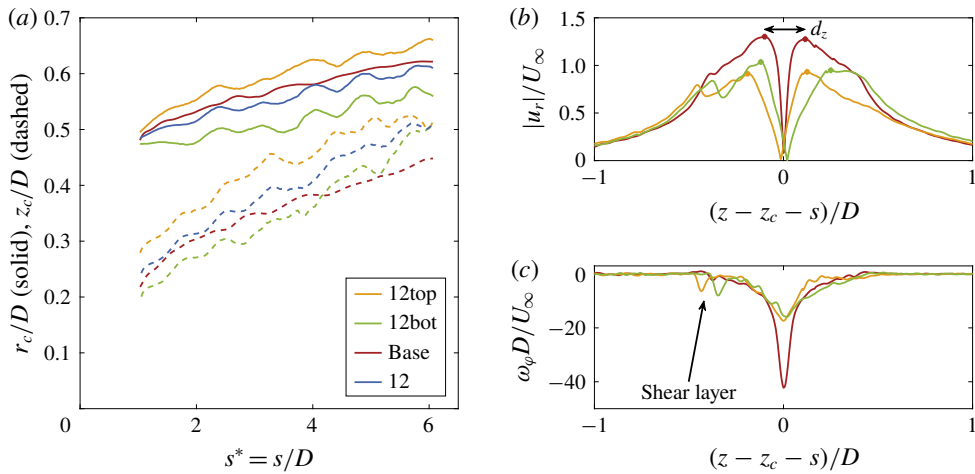 (a)
0.7
0.6
0.5
0.4
0.3
0.2
0.1
0
2
4
6
r_c/D (solid), z_c/D (dashed)
s* = s/D
12top
12bot
Base
12
(b)
1.5
1.0
0.5
0
−1
0
1
|u_r|/U_∞
d_z
(z − z_c − s)/D
(c)
0
−20
−40
−1
0
1
ω_φD/U_∞
Shear layer
(z − z_c − s)/D